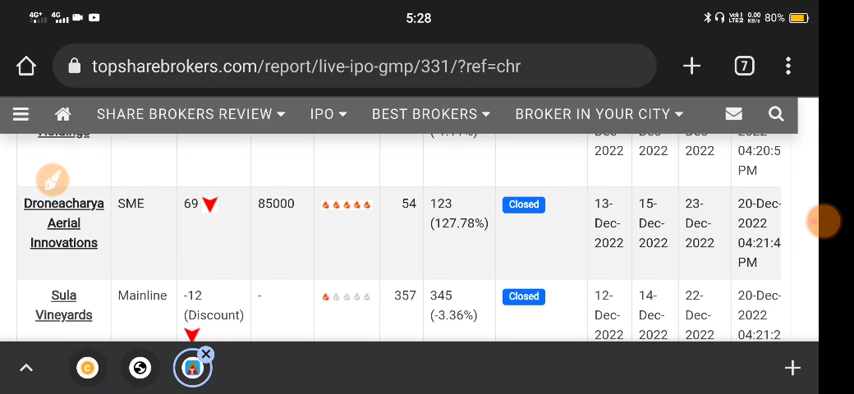 4G+ 4G 5:28 0.00 KB/s 80%
topsharebrokers.com/report/live-ipo-gmp/331/?ref=chr 7
SHARE BROKERS REVIEW IPO BEST BROKERS BROKER IN YOUR CITY
Holdings
2022 2022 2022 04:20:5
PM
Droneacharya SME 69 85000 54 123 Closed 13- 15- 23- 20-Dec-
Aerial (127.78%) Dec- Dec- Dec- 2022
Innovations 2022 2022 2022 04:21:4
PM
Sula Mainline -12 - 357 345 Closed 12- 14- 22- 20-Dec-
Vineyards (Discount) (-3.36%) Dec- Dec- Dec- 2022
2022 2022 2022 04:21:2